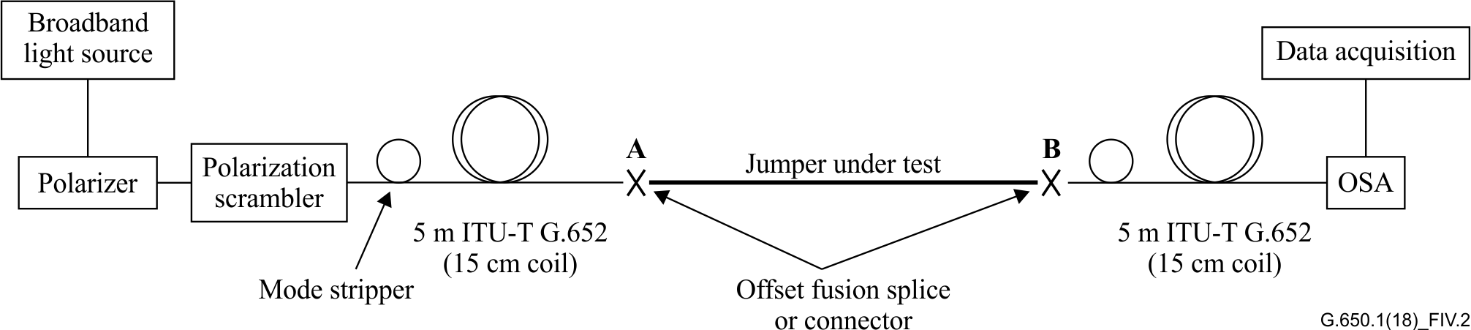 Broadband
light source
Data acquisition
Polarizer
Polarization
scrambler
A
Jumper under test
B
OSA
5 m ITU-T G.652
(15 cm coil)
5 m ITU-T G.652
(15 cm coil)
Mode stripper
Offset fusion splice
or connector
G.650.1(18)_FIV.2